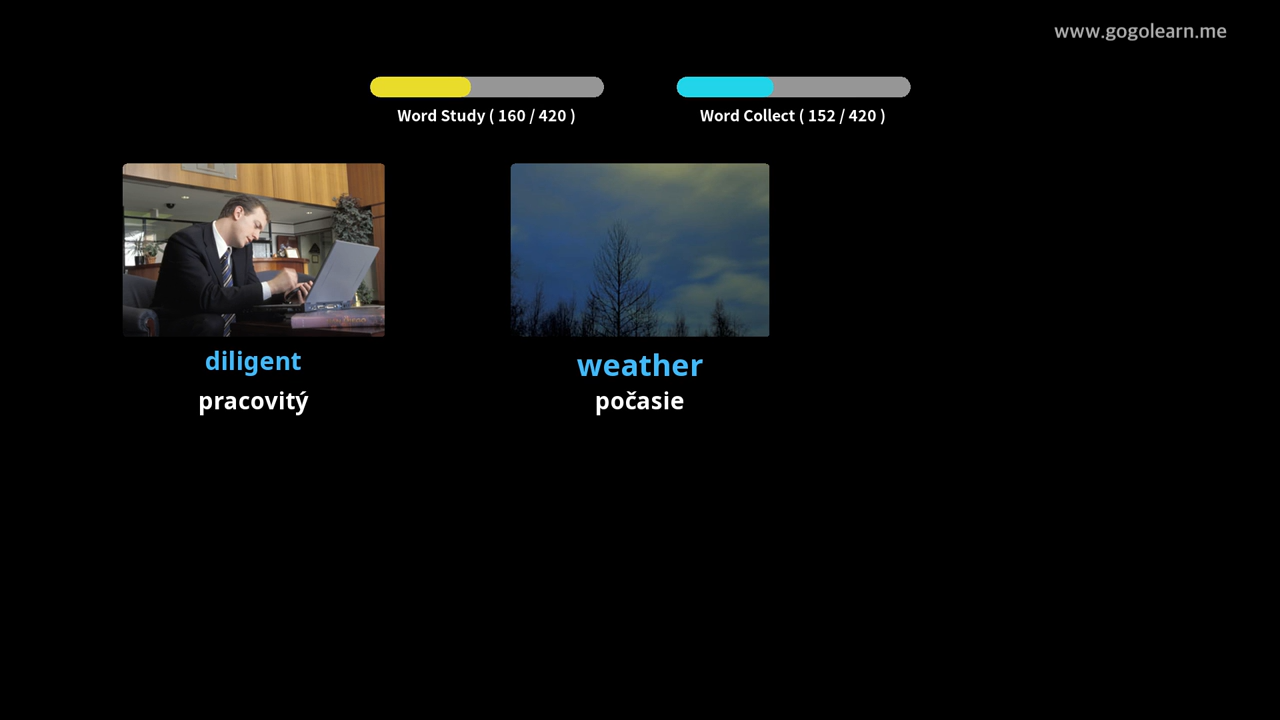 www.gogolearn.me
Word Study ( 160 / 420 )
Word Collect ( 152 / 420 )
diligent
pracovitý
weather
počasie